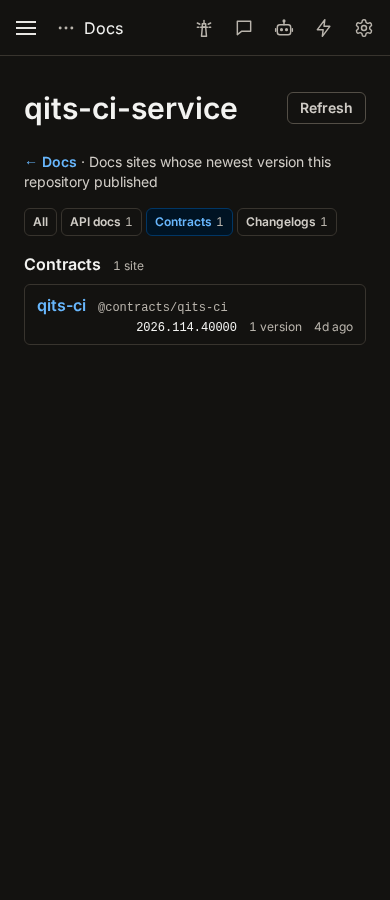 Docs
qits-ci-service
Refresh
← Docs · Docs sites whose newest version this
repository published
All
API docs 1
Contracts 1
Changelogs 1
Contracts 1 site
qits-ci @contracts/qits-ci
2026.114.40000 1 version 4d ago